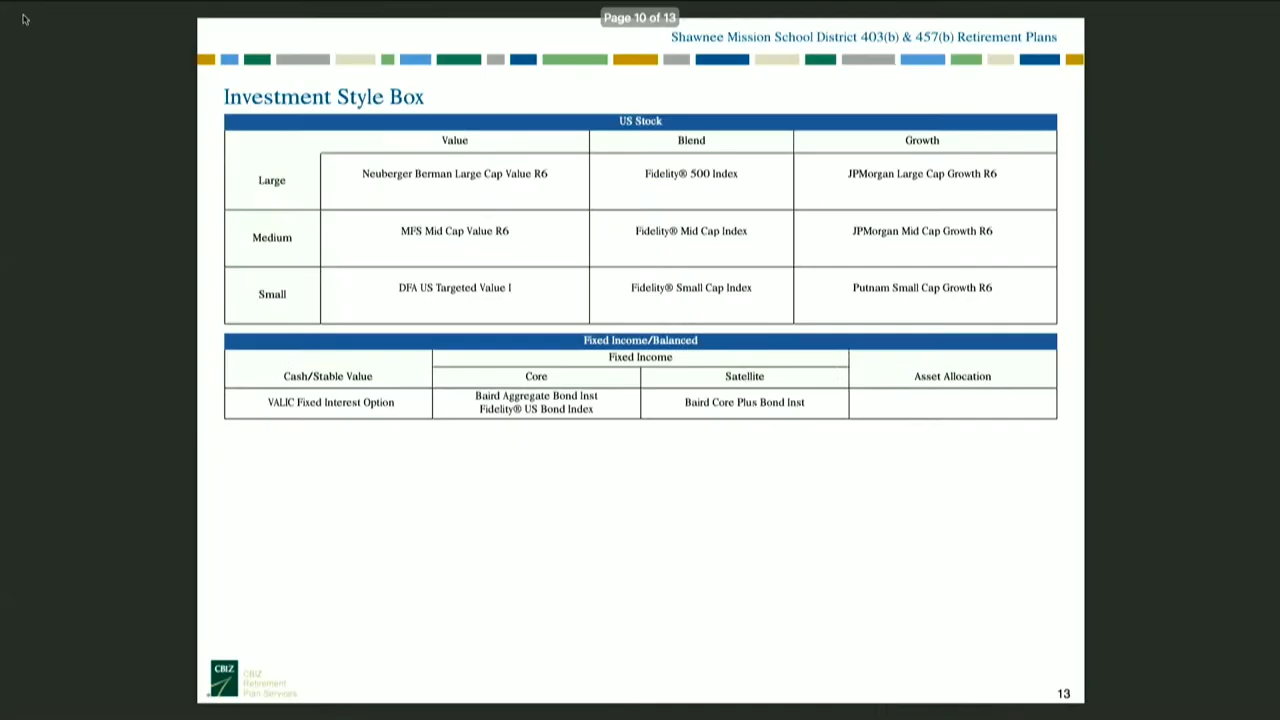 Page 10 of 13
Shawnee Mission School District 403(b) & 457(b) Retirement Plans
Investment Style Box
US Stock
Value Blend Growth
Large Neuberger Berman Large Cap Value R6 Fidelity® 500 Index JPMorgan Large Cap Growth R6
Medium MFS Mid Cap Value R6 Fidelity® Mid Cap Index JPMorgan Mid Cap Growth R6
Small DFA US Targeted Value I Fidelity® Small Cap Index Putnam Small Cap Growth R6
Fixed Income/Balanced
Fixed Income
Cash/Stable Value Core Satellite Asset Allocation
VALIC Fixed Interest Option Baird Aggregate Bond Inst Baird Core Plus Bond Inst
Fidelity® US Bond Index
CBIZ
CBIZ
Retirement
Plan Services
13